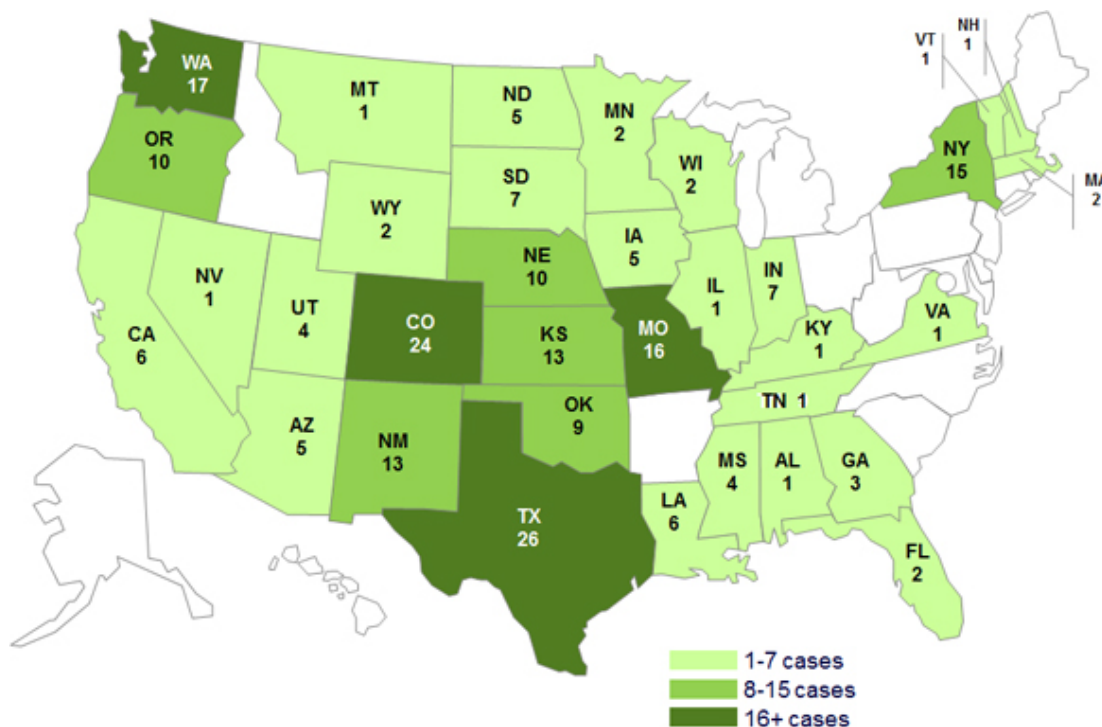 VT
1
NH
1
WA
17
MT
1
ND
5
MN
2
OR
10
NY
15
WI
2
SD
7
MA
2
WY
2
IA
5
NE
10
NV
1
UT
4
CO
24
IL
1
IN
7
VA
1
CA
6
KS
13
MO
16
KY
1
AZ
5
NM
13
OK
9
TN 1
MS
4
AL
1
GA
3
LA
6
TX
26
FL
2
1-7 cases
8-15 cases
16+ cases